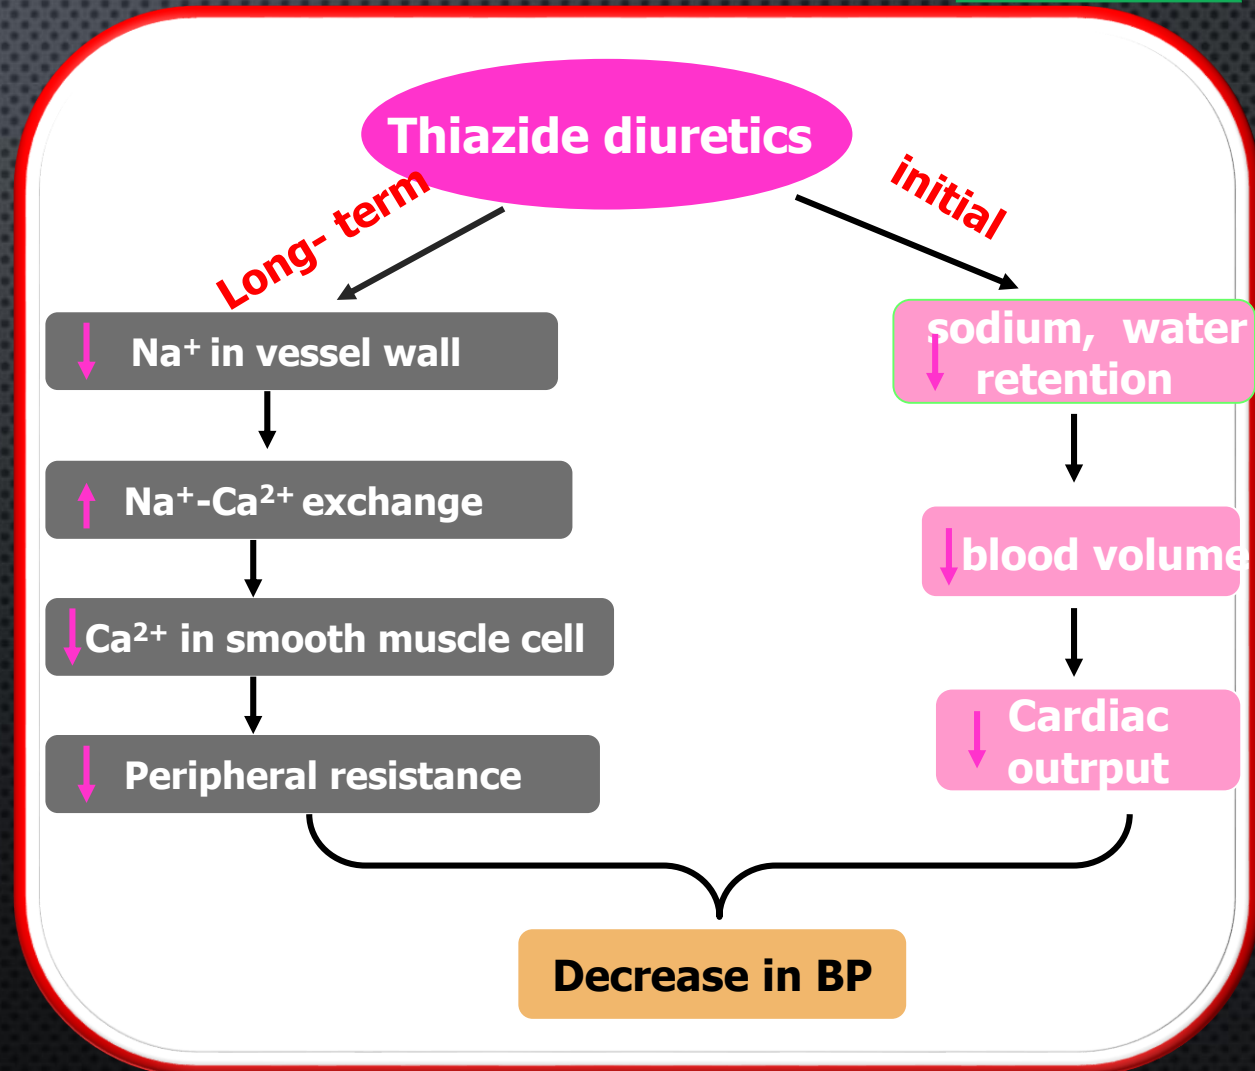 Thiazide diuretics
Long- term
initial
Na⁺ in vessel wall
Na⁺-Ca²⁺ exchange
Ca²⁺ in smooth muscle cell
Peripheral resistance
sodium, water
retention
blood volume
Cardiac
outrput
Decrease in BP